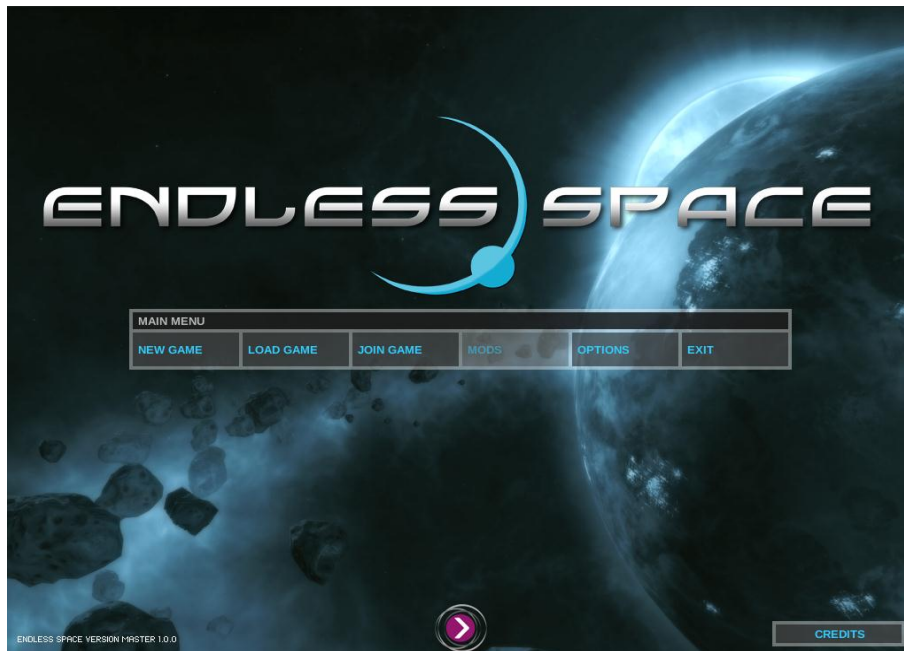 ENDLESS SPACE
MAIN MENU
NEW GAME LOAD GAME JOIN GAME MODS OPTIONS EXIT
ENDLESS SPACE VERSION MASTER 1.0.0
CREDITS